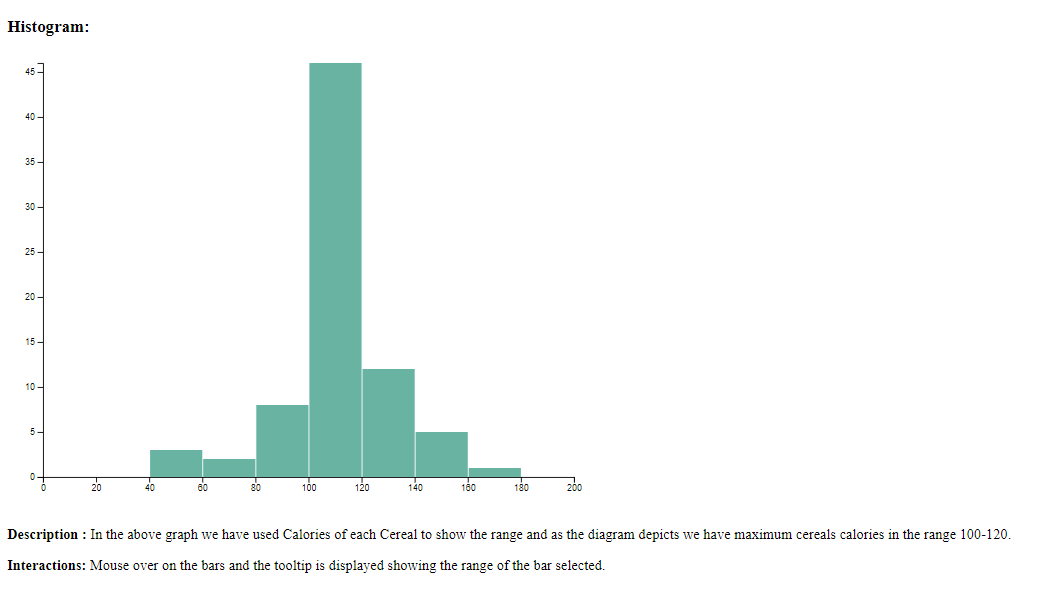 Histogram:
45
40
35
30
25
20
15
10
5
0
0 20 40 60 80 100 120 140 160 180 200
Description : In the above graph we have used Calories of each Cereal to show the range and as the diagram depicts we have maximum cereals calories in the range 100-120.
Interactions: Mouse over on the bars and the tooltip is displayed showing the range of the bar selected.